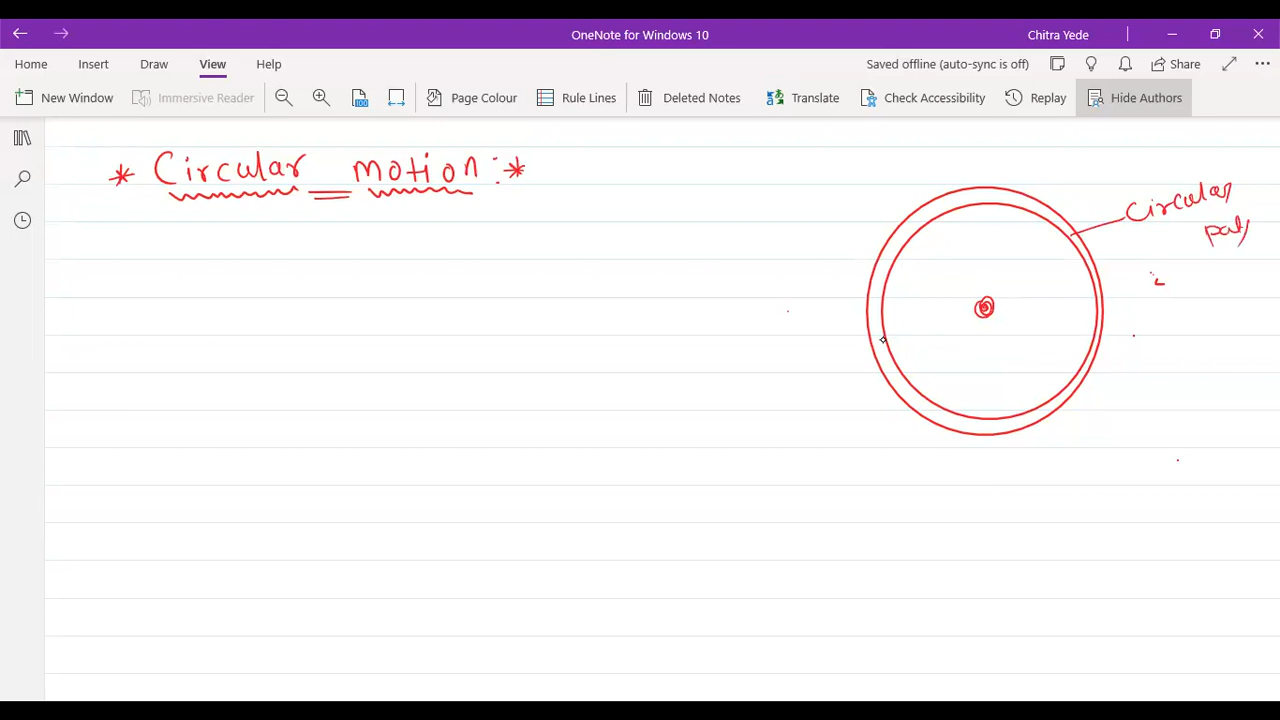 OneNote for Windows 10
Chitra Yede
Home Insert Draw View Help
Saved offline (auto-sync is off) Share
New Window Immersive Reader Page Colour Rule Lines Deleted Notes Translate Check Accessibility Replay Hide Authors
* Circular motion : *
Circular